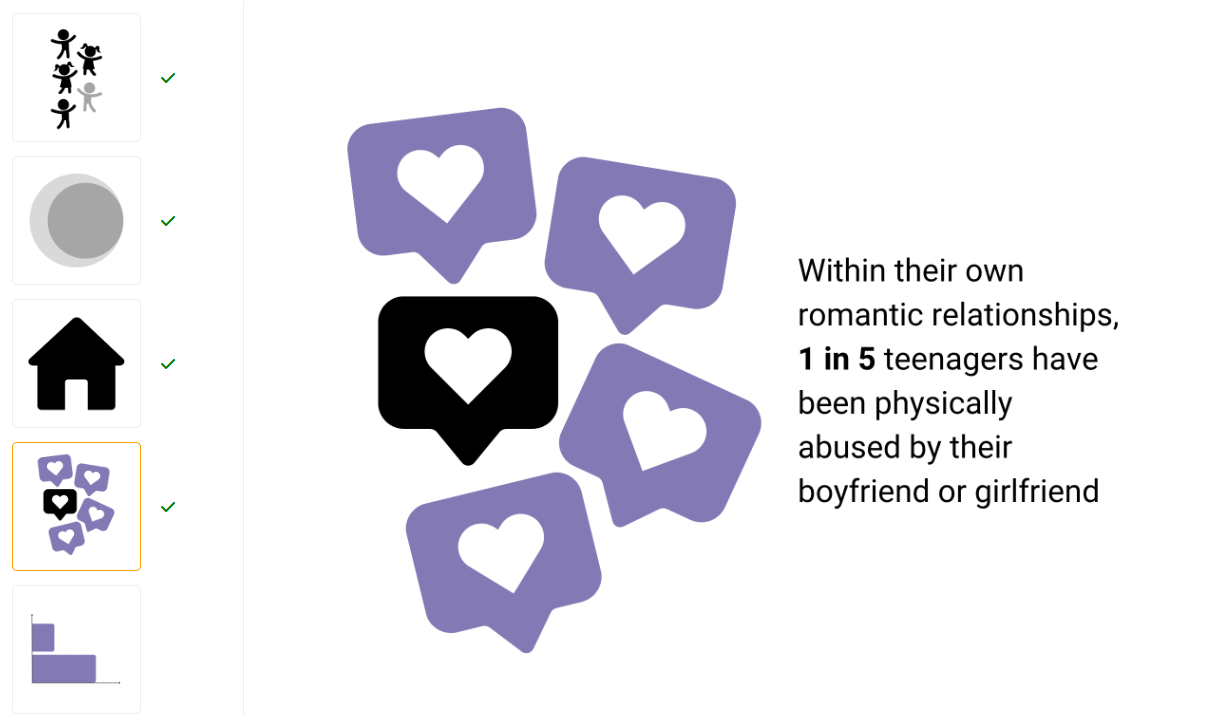 Within their own
romantic relationships,
1 in 5 teenagers have
been physically
abused by their
boyfriend or girlfriend